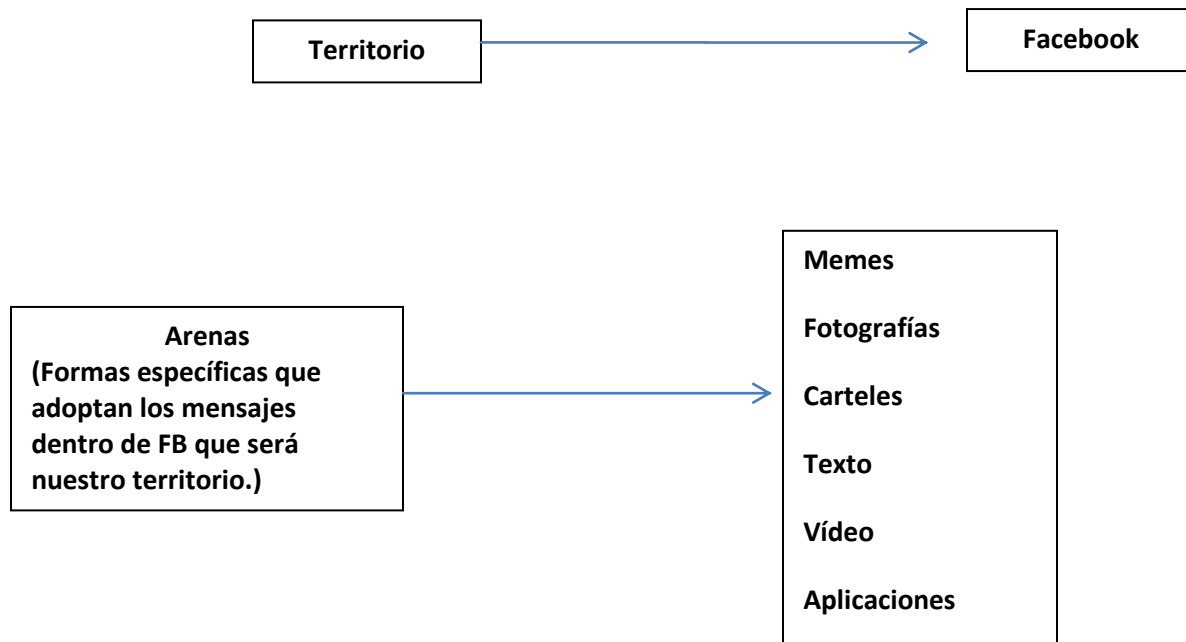 Territorio
Facebook
Arenas
(Formas específicas que
adoptan los mensajes
dentro de FB que será
nuestro territorio.)
Memes
Fotografías
Carteles
Texto
Vídeo
Aplicaciones